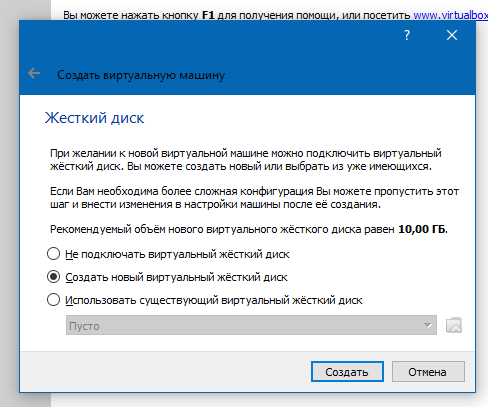 Вы можете нажать кнопку F1 для получения помощи, или посетить www.virtualbox
?
Создать виртуальную машину
Жесткий диск
При желании к новой виртуальной машине можно подключить виртуальный
жёсткий диск. Вы можете создать новый или выбрать из уже имеющихся.
Если Вам необходима более сложная конфигурация Вы можете пропустить этот
шаг и внести изменения в настройки машины после её создания.
Рекомендуемый объём нового виртуального жёсткого диска равен 10,00 ГБ.
Не подключать виртуальный жёсткий диск
Создать новый виртуальный жёсткий диск
Использовать существующий виртуальный жёсткий диск
Пусто
Создать
Отмена